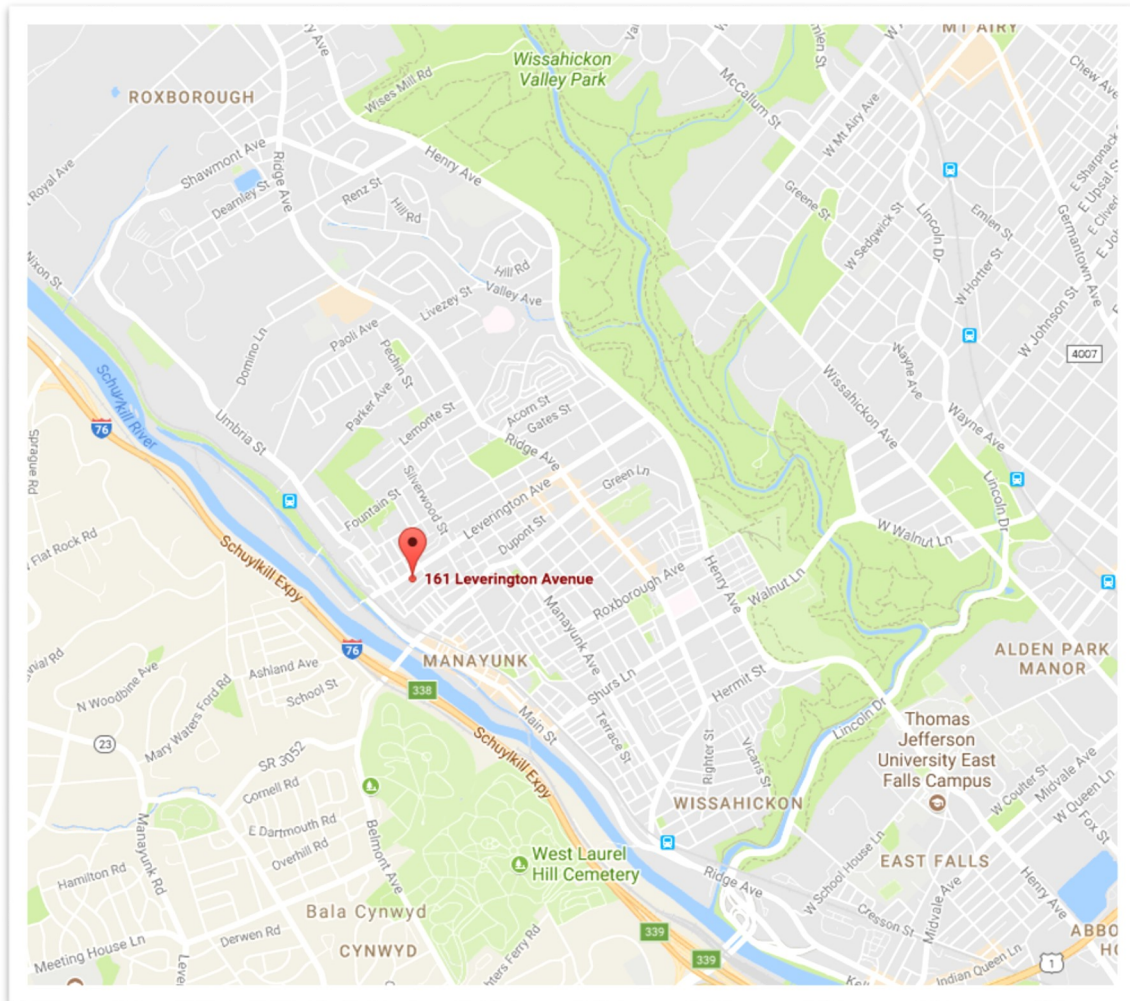 MT AIRY
Wissahickon
Valley Park
ROXBOROUGH
Wises Mill Rd
McCallum St
W Mt Airy Ave
Chew Ave
Royal Ave
Shawmont Ave
Ridge Ave
Henry Ave
Dearnley St
Renz St
Hill Rd
Greene St
W Sedgwick St
Lincoln Dr
Emlen St
E Upsal St
Germantown Ave
Nixon St
Hill Rd
Valley Ave
Livezey St
W Hortter St
W Johnson St
4007
Domino Ln
Paoli Ave
Pechin St
Wayne Ave
Schuylkill River
76
Parker Ave
Lemonte St
Acorn St
Gates St
Wissahickon Ave
Wayne Ave
Umbria St
Sprague Rd
Ridge Ave
Green Ln
Silverwood St
Leverington Ave
Fountain St
Dupont St
Lincoln Dr
W Walnut Ln
Flat Rock Rd
Schuylkill Expy
161 Leverington Avenue
Roxborough Ave
Henry Ave
Walnut Ln
Manayunk Ave
76
MANAYUNK
ALDEN PARK
MANOR
Ashland Ave
School St
N Woodbine Ave
Mary Waters Ford Rd
338
Shurs Ln
Hermit St
Main St
Terrace St
Righter St
Vicaris St
Lincoln Dr
Thomas
Jefferson
University East
Falls Campus
23
SR 3052
Schuylkill Expy
W Coulter St
Midvale Ave
W Queen Ln
Fox St
Cornell Rd
WISSAHICKON
E Dartmouth Rd
Overhill Rd
Manayunk Rd
Belmont Ave
West Laurel
Hill Cemetery
W School House Ln
EAST FALLS
Hamilton Rd
Ridge Ave
Henry Ave
Bala Cynwyd
Cresson St
Midvale Ave
Derwen Rd
CYNWYD
339
339
Meeting House Ln
Indian Queen Ln
1